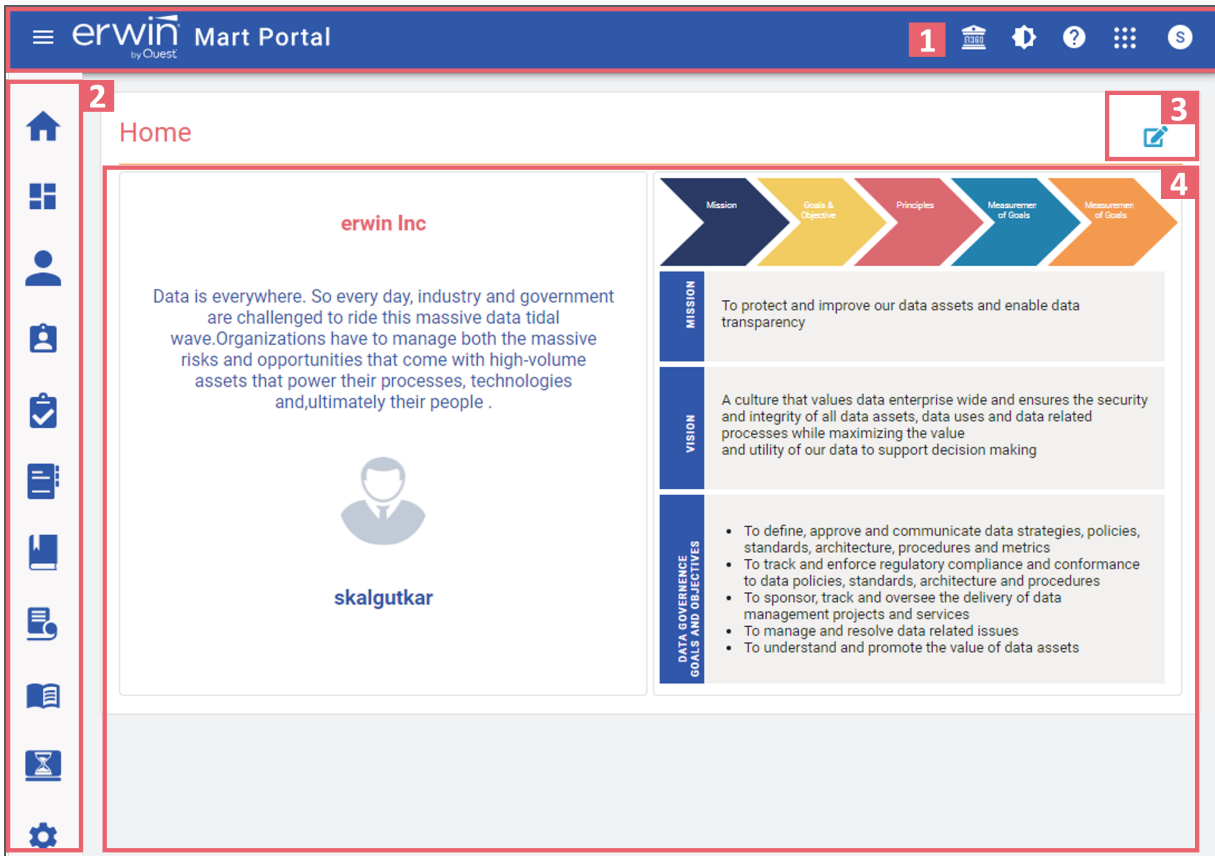 erwin
by Quest
Mart Portal
1
R360
S
2
Home
3
4
erwin Inc
Data is everywhere. So every day, industry and government
are challenged to ride this massive data tidal
wave.Organizations have to manage both the massive
risks and opportunities that come with high-volume
assets that power their processes, technologies
and,ultimately their people .
skalgutkar
Mission
Goals &
Objective
Principles
Measuremen
of Goals
Measuremen
of Goals
MISSION
To protect and improve our data assets and enable data
transparency
VISION
A culture that values data enterprise wide and ensures the security
and integrity of all data assets, data uses and data related
processes while maximizing the value
and utility of our data to support decision making
DATA GOVERNENCE
GOALS AND OBJECTIVES
• To define, approve and communicate data strategies, policies,
standards, architecture, procedures and metrics
• To track and enforce regulatory compliance and conformance
to data policies, standards, architecture and procedures
• To sponsor, track and oversee the delivery of data
management projects and services
• To manage and resolve data related issues
• To understand and promote the value of data assets